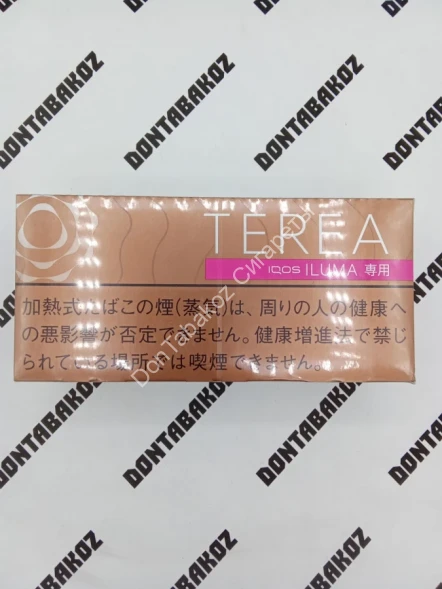 DONTABAKOZ
DONTABAKOZ
DONTABAKOZ
DONTABAKOZ
TEREA
IQOS ILUMA 専用
加熱式たばこの煙(蒸気)は、周りの人の健康へ
の悪影響が否定できません。健康増進法で禁じ
られている場所では喫煙できません。
DonTabakoz Сигареты
DONTABAKOZ
DONTABAKOZ
DONTABAKOZ
DONTABAKOZ